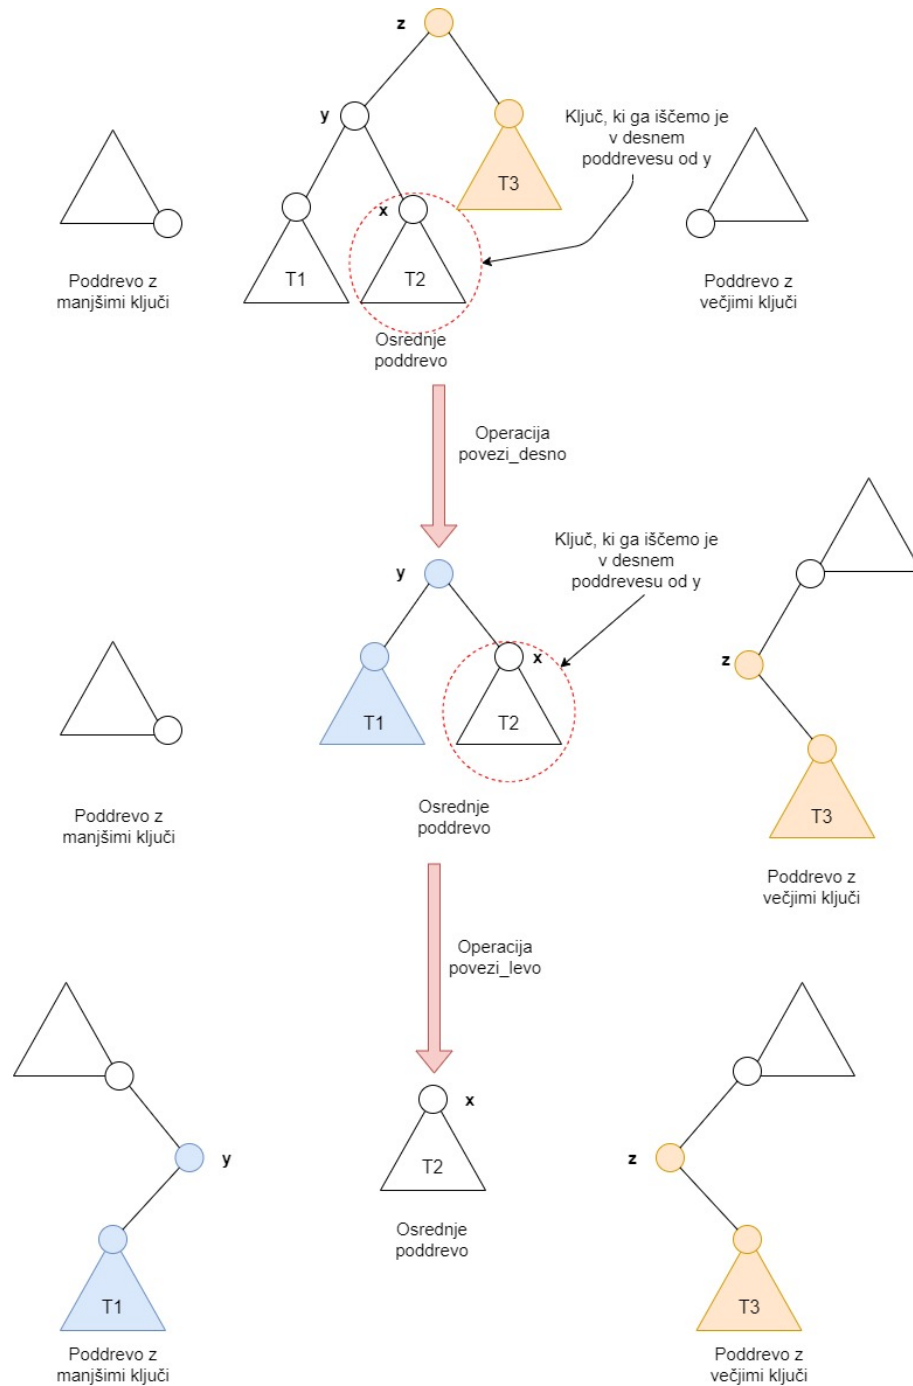 z
y
Ključ, ki ga iščemo je
v desnem
poddrevesu od y
T3
x
T1
T2
Poddrevo z
manjšimi ključi
Poddrevo z
večjimi ključi
Osrednje
poddrevo
Operacija
povezi_desno
Ključ, ki ga iščemo je
v desnem
poddrevesu od y
y
x
z
T1
T2
Poddrevo z
manjšimi ključi
Osrednje
poddrevo
T3
Poddrevo z
večjimi ključi
Operacija
povezi_levo
x
y
T2
z
Osrednje
poddrevo
T1
T3
Poddrevo z
manjšimi ključi
Poddrevo z
večjimi ključi